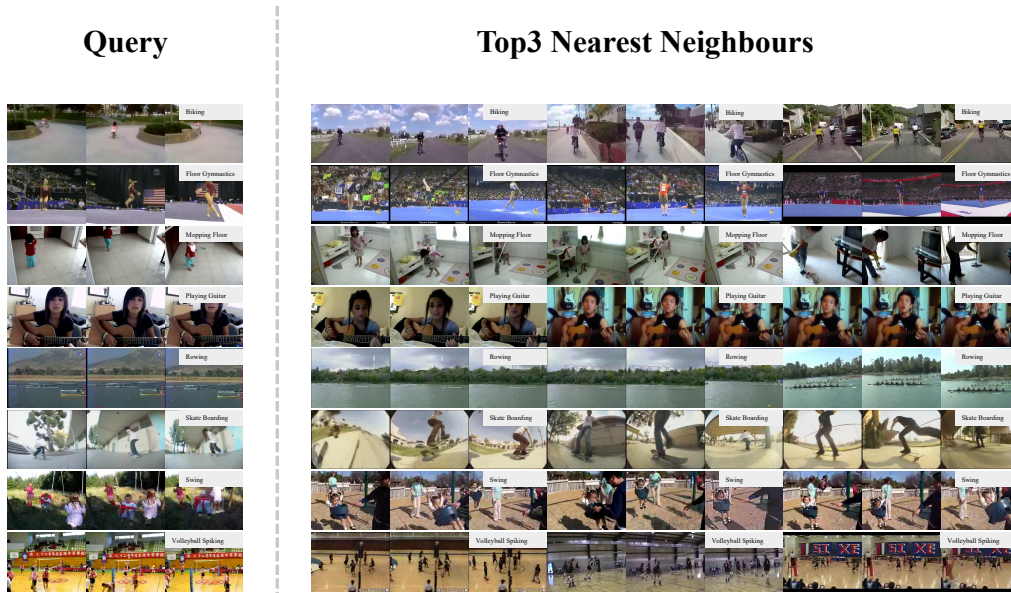 Query
Top3 Nearest Neighbours
Biking
Biking
Biking
Biking
Floor Gymnastics
Floor Gymnastics
Floor Gymnastics
Floor Gymnastics
Mopping Floor
Mopping Floor
Mopping Floor
Mopping Floor
Playing Guitar
Playing Guitar
Playing Guitar
Playing Guitar
Rowing
Rowing
Rowing
Rowing
Skate Boarding
Skate Boarding
Skate Boarding
Skate Boarding
Swing
Swing
Swing
Swing
Volleyball Spiking
Volleyball Spiking
Volleyball Spiking
Volleyball Spiking